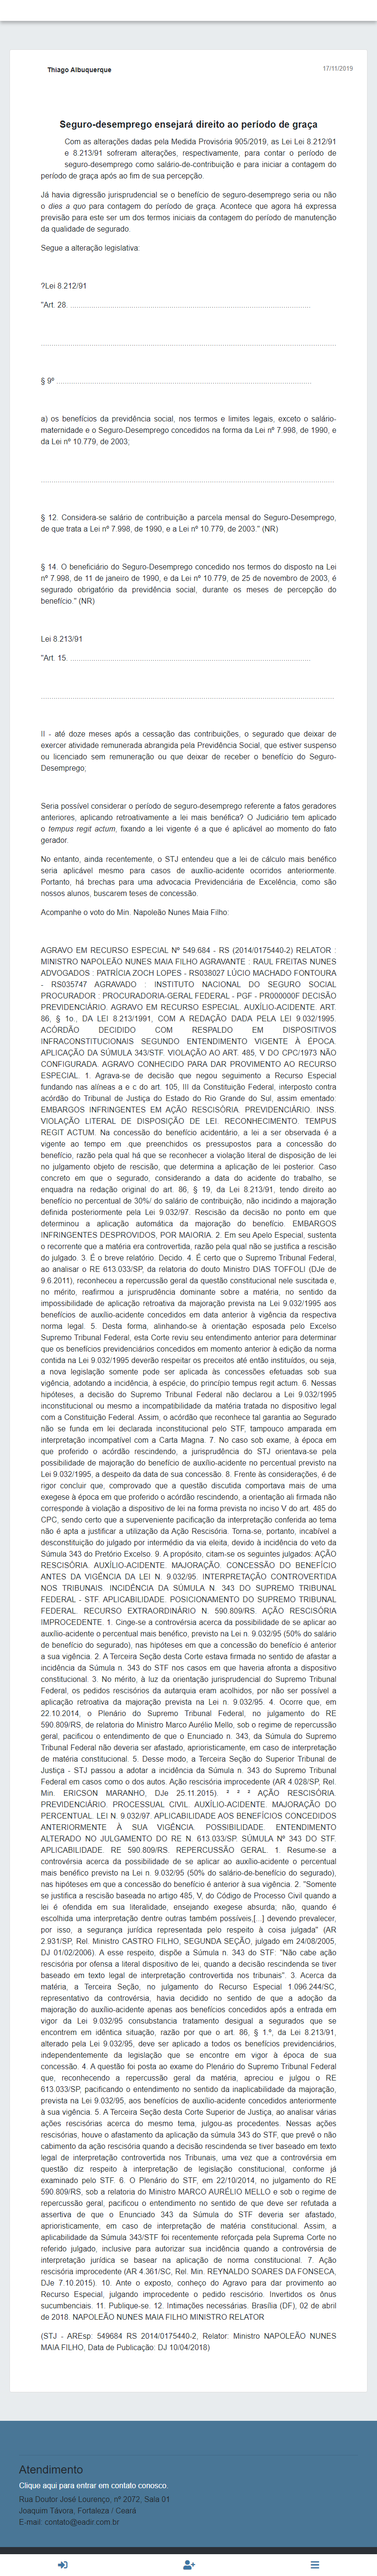 Thiago Albuquerque
17/11/2019
Seguro-desemprego ensejará direito ao período de graça
Com as alterações dadas pela Medida Provisória 905/2019, as Lei Lei 8.212/91
e 8.213/91 sofreram alterações, respectivamente, para contar o período de
seguro-desemprego como salário-de-contribuição e para iniciar a contagem do
período de graça após ao fim de sua percepção.
Já havia digressão jurisprudencial se o benefício de seguro-desemprego seria ou não
o dies a quo para contagem do período de graça. Acontece que agora há expressa
previsão para este ser um dos termos iniciais da contagem do período de manutenção
da qualidade de segurado.
Segue a alteração legislativa:
?Lei 8.212/91
"Art. 28. ........................................................................................................................
....................................................................................................................................
§ 9º ................................................................................................................
a) os benefícios da previdência social, nos termos e limites legais, exceto o salário-
maternidade e o Seguro-Desemprego concedidos na forma da Lei nº 7.998, de 1990, e
da Lei nº 10.779, de 2003;
....................................................................................................................................
§ 12. Considera-se salário de contribuição a parcela mensal do Seguro-Desemprego,
de que trata a Lei nº 7.998, de 1990, e a Lei nº 10.779, de 2003." (NR)
§ 14. O beneficiário do Seguro-Desemprego concedido nos termos do disposto na Lei
nº 7.998, de 11 de janeiro de 1990, e da Lei nº 10.779, de 25 de novembro de 2003, é
segurado obrigatório da previdência social, durante os meses de percepção do
benefício." (NR)
Lei 8.213/91
"Art. 15. ........................................................................................................................
....................................................................................................................................
II - até doze meses após a cessação das contribuições, o segurado que deixar de
exercer atividade remunerada abrangida pela Previdência Social, que estiver suspenso
ou licenciado sem remuneração ou que deixar de receber o benefício do Seguro-
Desemprego;
Seria possível considerar o período de seguro-desemprego referente a fatos geradores
anteriores, aplicando retroativamente a lei mais benéfica? O Judiciário tem aplicado
o tempus regit actum, fixando a lei vigente é a que é aplicável ao momento do fato
gerador.
No entanto, ainda recentemente, o STJ entendeu que a lei de cálculo mais benéfico
seria aplicável mesmo para casos de auxílio-acidente ocorridos anteriormente.
Portanto, há brechas para uma advocacia Previdenciária de Excelência, como são
nossos alunos, buscarem teses de concessão.
Acompanhe o voto do Min. Napoleão Nunes Maia Filho:
AGRAVO EM RECURSO ESPECIAL Nº 549.684 - RS (2014/0175440-2) RELATOR :
MINISTRO NAPOLEÃO NUNES MAIA FILHO AGRAVANTE : RAUL FREITAS NUNES
ADVOGADOS : PATRÍCIA ZOCH LOPES - RS038027 LÚCIO MACHADO FONTOURA
- RS035747 AGRAVADO : INSTITUTO NACIONAL DO SEGURO SOCIAL
PROCURADOR : PROCURADORIA-GERAL FEDERAL - PGF - PR000000F DECISÃO
PREVIDENCIÁRIO. AGRAVO EM RECURSO ESPECIAL. AUXÍLIO-ACIDENTE. ART.
86, § 1o., DA LEI 8.213/1991, COM A REDAÇÃO DADA PELA LEI 9.032/1995.
ACÓRDÃO DECIDIDO COM RESPALDO EM DISPOSITIVOS
INFRACONSTITUCIONAIS SEGUNDO ENTENDIMENTO VIGENTE À ÉPOCA.
APLICAÇÃO DA SÚMULA 343/STF. VIOLAÇÃO AO ART. 485, V DO CPC/1973 NÃO
CONFIGURADA. AGRAVO CONHECIDO PARA DAR PROVIMENTO AO RECURSO
ESPECIAL. 1. Agrava-se de decisão que negou seguimento a Recurso Especial
fundando nas alíneas a e c do art. 105, III da Constituição Federal, interposto contra
acórdão do Tribunal de Justiça do Estado do Rio Grande do Sul, assim ementado:
EMBARGOS INFRINGENTES EM AÇÃO RESCISÓRIA. PREVIDENCIÁRIO. INSS.
VIOLAÇÃO LITERAL DE DISPOSIÇÃO DE LEI. RECONHECIMENTO. TEMPUS
REGIT ACTUM. Na concessão do benefício acidentário, a lei a ser observada é a
vigente ao tempo em .que preenchidos os pressupostos para a concessão do
benefício, razão pela qual há que se reconhecer a violação literal de disposição de lei
no julgamento objeto de rescisão, que determina a aplicação de lei posterior. Caso
concreto em que o segurado, considerando a data do acidente do trabalho, se
enquadra na redação original do art. 86, § 19, da Lei 8.213/91, tendo direito ao
benefício no percentual de 30%/ do salário de contribuição, não incidindo a majoração
definida posteriormente pela Lei 9.032/97. Rescisão da decisão no ponto em que
determinou a aplicação automática da majoração do benefício. EMBARGOS
INFRINGENTES DESPROVIDOS, POR MAIORIA. 2. Em seu Apelo Especial, sustenta
o recorrente que a matéria era controvertida, razão pela qual não se justifica a rescisão
do julgado. 3. É o breve relatório. Decido. 4. É certo que o Supremo Tribunal Federal,
ao analisar o RE 613.033/SP, da relatoria do douto Ministro DIAS TOFFOLI (DJe de
9.6.2011), reconheceu a repercussão geral da questão constitucional nele suscitada e,
no mérito, reafirmou a jurisprudência dominante sobre a matéria, no sentido da
impossibilidade de aplicação retroativa da majoração prevista na Lei 9.032/1995 aos
benefícios de auxílio-acidente concedidos em data anterior à vigência da respectiva
norma legal. 5. Desta forma, alinhando-se à orientação esposada pelo Excelso
Supremo Tribunal Federal, esta Corte reviu seu entendimento anterior para determinar
que os benefícios previdenciários concedidos em momento anterior à edição da norma
contida na Lei 9.032/1995 deverão respeitar os preceitos até então instituídos, ou seja,
a nova legislação somente pode ser aplicada às concessões efetuadas sob sua
vigência, adotando a incidência, à espécie, do princípio tempus regit actum. 6. Nessas
hipóteses, a decisão do Supremo Tribunal Federal não declarou a Lei 9.032/1995
inconstitucional ou mesmo a incompatibilidade da matéria tratada no dispositivo legal
com a Constituição Federal. Assim, o acórdão que reconhece tal garantia ao Segurado
não se funda em lei declarada inconstitucional pelo STF, tampouco amparada em
interpretação incompatível com a Carta Magna. 7. No caso sob exame, à época em
que proferido o acórdão rescindendo, a jurisprudência do STJ orientava-se pela
possibilidade de majoração do benefício de auxílio-acidente no percentual previsto na
Lei 9.032/1995, a despeito da data de sua concessão. 8. Frente às considerações, é de
rigor concluir que, comprovado que a questão discutida comportava mais de uma
exegese à época em que proferido o acórdão rescindendo, a orientação ali firmada não
corresponde à violação a dispositivo de lei na forma prevista no inciso V do art. 485 do
CPC, sendo certo que a superveniente pacificação da interpretação conferida ao tema
não é apta a justificar a utilização da Ação Rescisória. Torna-se, portanto, incabível a
desconstituição do julgado por intermédio da via eleita, devido à incidência do veto da
Súmula 343 do Pretório Excelso. 9. A propósito, citam-se os seguintes julgados: AÇÃO
RESCISÓRIA. AUXÍLIO-ACIDENTE. MAJORAÇÃO. CONCESSÃO DO BENEFÍCIO
ANTES DA VIGÊNCIA DA LEI N. 9.032/95. INTERPRETAÇÃO CONTROVERTIDA
NOS TRIBUNAIS. INCIDÊNCIA DA SÚMULA N. 343 DO SUPREMO TRIBUNAL
FEDERAL - STF. APLICABILIDADE. POSICIONAMENTO DO SUPREMO TRIBUNAL
FEDERAL. RECURSO EXTRAORDINÁRIO N. 590.809/RS. AÇÃO RESCISÓRIA
IMPROCEDENTE. 1. Cinge-se a controvérsia acerca da possibilidade de se aplicar ao
auxílio-acidente o percentual mais benéfico, previsto na Lei n. 9.032/95 (50% do salário
de benefício do segurado), nas hipóteses em que a concessão do benefício é anterior
a sua vigência. 2. A Terceira Seção desta Corte estava firmada no sentido de afastar a
incidência da Súmula n. 343 do STF nos casos em que haveria afronta a dispositivo
constitucional. 3. No mérito, à luz da orientação jurisprudencial do Supremo Tribunal
Federal, os pedidos rescisórios da autarquia eram acolhidos, por não ser possível a
aplicação retroativa da majoração prevista na Lei n. 9.032/95. 4. Ocorre que, em
22.10.2014, o Plenário do Supremo Tribunal Federal, no julgamento do RE
590.809/RS, de relatoria do Ministro Marco Aurélio Mello, sob o regime de repercussão
geral, pacificou o entendimento de que o Enunciado n. 343, da Súmula do Supremo
Tribunal Federal não deveria ser afastado, aprioristicamente, em caso de interpretação
de matéria constitucional. 5. Desse modo, a Terceira Seção do Superior Tribunal de
Justiça - STJ passou a adotar a incidência da Súmula n. 343 do Supremo Tribunal
Federal em casos como o dos autos. Ação rescisória improcedente (AR 4.028/SP, Rel.
Min. ERICSON MARANHO, DJe 25.11.2015). ² ² ² AÇÃO RESCISÓRIA.
PREVIDENCIÁRIO. PROCESSUAL CIVIL. AUXÍLIO-ACIDENTE. MAJORAÇÃO DO
PERCENTUAL. LEI N. 9.032/97. APLICABILIDADE AOS BENEFÍCIOS CONCEDIDOS
ANTERIORMENTE À SUA VIGÊNCIA. POSSIBILIDADE. ENTENDIMENTO
ALTERADO NO JULGAMENTO DO RE N. 613.033/SP. SÚMULA Nº 343 DO STF.
APLICABILIDADE. RE 590.809/RS. REPERCUSSÃO GERAL. 1. Resume-se a
controvérsia acerca da possibilidade de se aplicar ao auxílio-acidente o percentual
mais benéfico previsto na Lei n. 9.032/95 (50% do salário-de-benefício do segurado),
nas hipóteses em que a concessão do benefício é anterior à sua vigência. 2. "Somente
se justifica a rescisão baseada no artigo 485, V, do Código de Processo Civil quando a
lei é ofendida em sua literalidade, ensejando exegese absurda; não, quando é
escolhida uma interpretação dentre outras também possíveis,[...] devendo prevalecer,
por isso, a segurança jurídica representada pelo respeito à coisa julgada" (AR
2.931/SP, Rel. Ministro CASTRO FILHO, SEGUNDA SEÇÃO, julgado em 24/08/2005,
DJ 01/02/2006). A esse respeito, dispõe a Súmula n. 343 do STF: "Não cabe ação
rescisória por ofensa a literal dispositivo de lei, quando a decisão rescindenda se tiver
baseado em texto legal de interpretação controvertida nos tribunais". 3. Acerca da
matéria, a Terceira Seção, no julgamento do Recurso Especial 1.096.244/SC,
representativo da controvérsia, havia decidido no sentido de que a adoção da
majoração do auxílio-acidente apenas aos benefícios concedidos após a entrada em
vigor da Lei 9.032/95 consubstancia tratamento desigual a segurados que se
encontrem em idêntica situação, razão por que o art. 86, § 1.º, da Lei 8.213/91,
alterado pela Lei 9.032/95, deve ser aplicado a todos os benefícios previdenciários,
independentemente da legislação que se encontre em vigor à época de sua
concessão. 4. A questão foi posta ao exame do Plenário do Supremo Tribunal Federal
que, reconhecendo a repercussão geral da matéria, apreciou e julgou o RE
613.033/SP, pacificando o entendimento no sentido da inaplicabilidade da majoração,
prevista na Lei 9.032/95, aos benefícios de auxílio-acidente concedidos anteriormente
à sua vigência. 5. A Terceira Seção desta Corte Superior de Justiça, ao analisar várias
ações rescisórias acerca do mesmo tema, julgou-as procedentes. Nessas ações
rescisórias, houve o afastamento da aplicação da súmula 343 do STF, que prevê o não
cabimento da ação rescisória quando a decisão rescindenda se tiver baseado em texto
legal de interpretação controvertida nos Tribunais, uma vez que a controvérsia em
questão diz respeito à interpretação de legislação constitucional, conforme já
examinado pelo STF. 6. O Plenário do STF, em 22/10/2014, no julgamento do RE
590.809/RS, sob a relatoria do Ministro MARCO AURÉLIO MELLO e sob o regime de
repercussão geral, pacificou o entendimento no sentido de que deve ser refutada a
assertiva de que o Enunciado 343 da Súmula do STF deveria ser afastado,
aprioristicamente, em caso de interpretação de matéria constitucional. Assim, a
aplicabilidade da Súmula 343/STF foi recentemente reforçada pela Suprema Corte no
referido julgado, inclusive para autorizar sua incidência quando a controvérsia de
interpretação jurídica se basear na aplicação de norma constitucional. 7. Ação
rescisória improcedente (AR 4.361/SC, Rel. Min. REYNALDO SOARES DA FONSECA,
DJe 7.10.2015). 10. Ante o exposto, conheço do Agravo para dar provimento ao
Recurso Especial, julgando improcedente o pedido rescisório. Invertidos os ônus
sucumbenciais. 11. Publique-se. 12. Intimações necessárias. Brasília (DF), 02 de abril
de 2018. NAPOLEÃO NUNES MAIA FILHO MINISTRO RELATOR
(STJ - AREsp: 549684 RS 2014/0175440-2, Relator: Ministro NAPOLEÃO NUNES
MAIA FILHO, Data de Publicação: DJ 10/04/2018)
Atendimento
Clique aqui para entrar em contato conosco.
Rua Doutor José Lourenço, nº 2072, Sala 01
Joaquim Távora, Fortaleza / Ceará
E-mail: contato@eadir.com.br